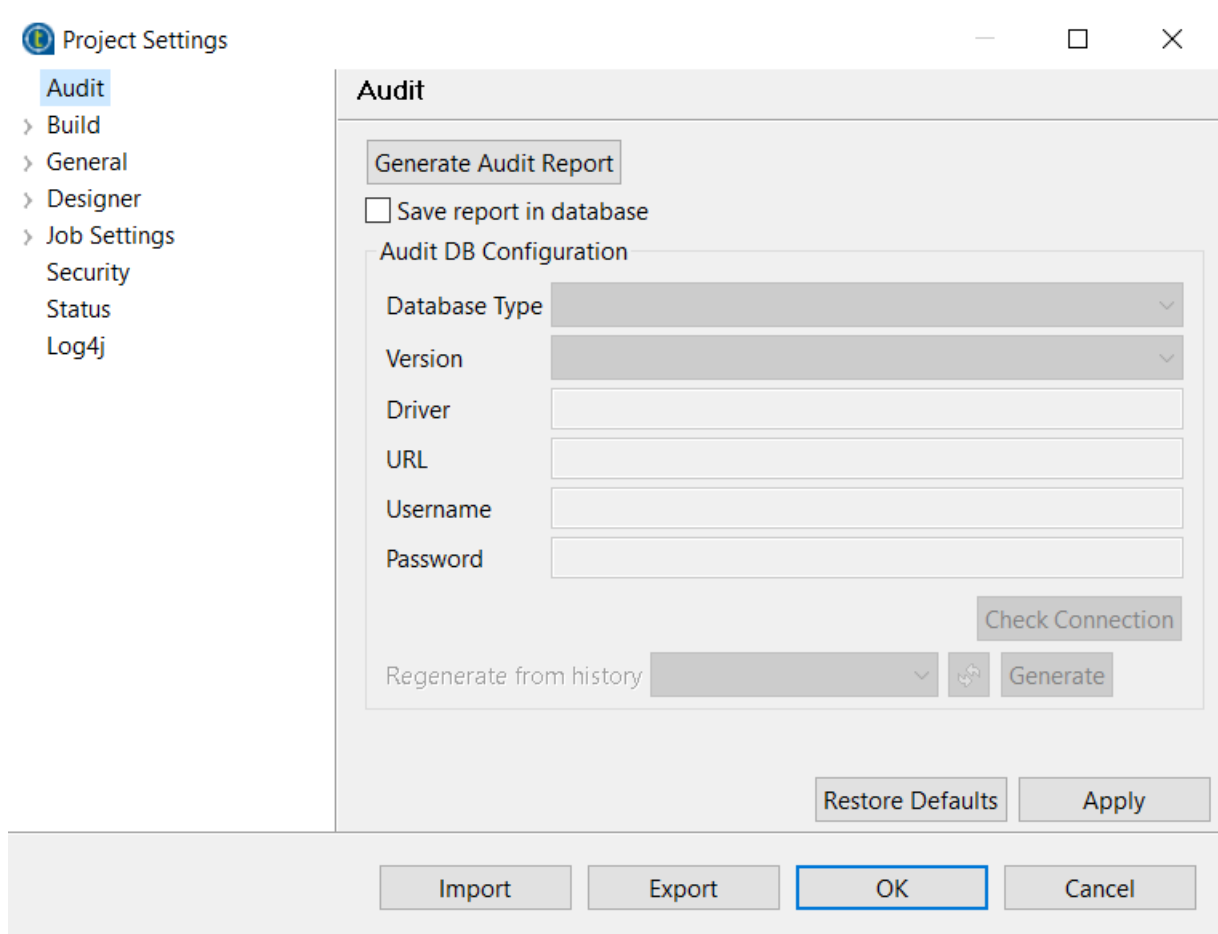 Project Settings
Audit
Build
General
Designer
Job Settings
Security
Status
Log4j
Audit
Generate Audit Report
Save report in database
Audit DB Configuration
Database Type
Version
Driver
URL
Username
Password
Check Connection
Regenerate from history
Generate
Restore Defaults
Apply
Import
Export
OK
Cancel